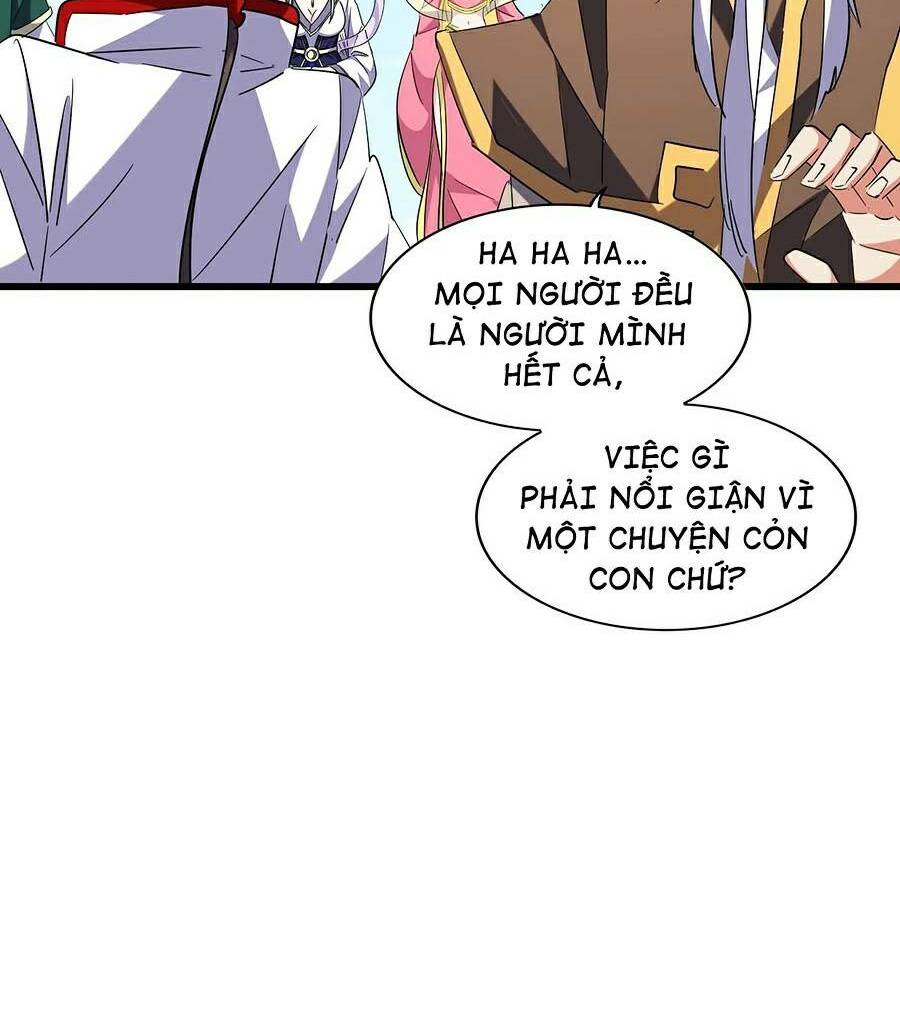 HA HA HA...
MỌI NGƯỜI ĐỀU
LÀ NGƯỜI MÌNH
HẾT CẢ,
VIỆC GÌ
PHẢI NỔI GIẬN VÌ
MỘT CHUYỆN CỎN
CON CHỨ?